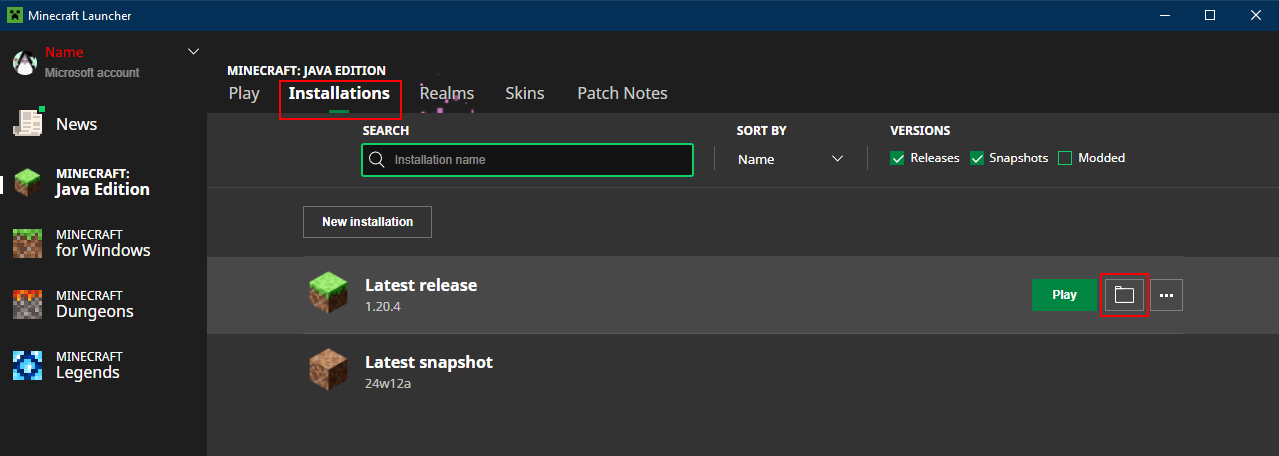 Minecraft Launcher
Name
Microsoft account
News
MINECRAFT:
Java Edition
MINECRAFT
for Windows
MINECRAFT
Dungeons
MINECRAFT
Legends
MINECRAFT: JAVA EDITION
Play Installations Realms Skins Patch Notes
SEARCH SORT BY VERSIONS
Installation name Name Releases Snapshots Modded
New installation
Latest release
1.20.4
Play
Latest snapshot
24w12a